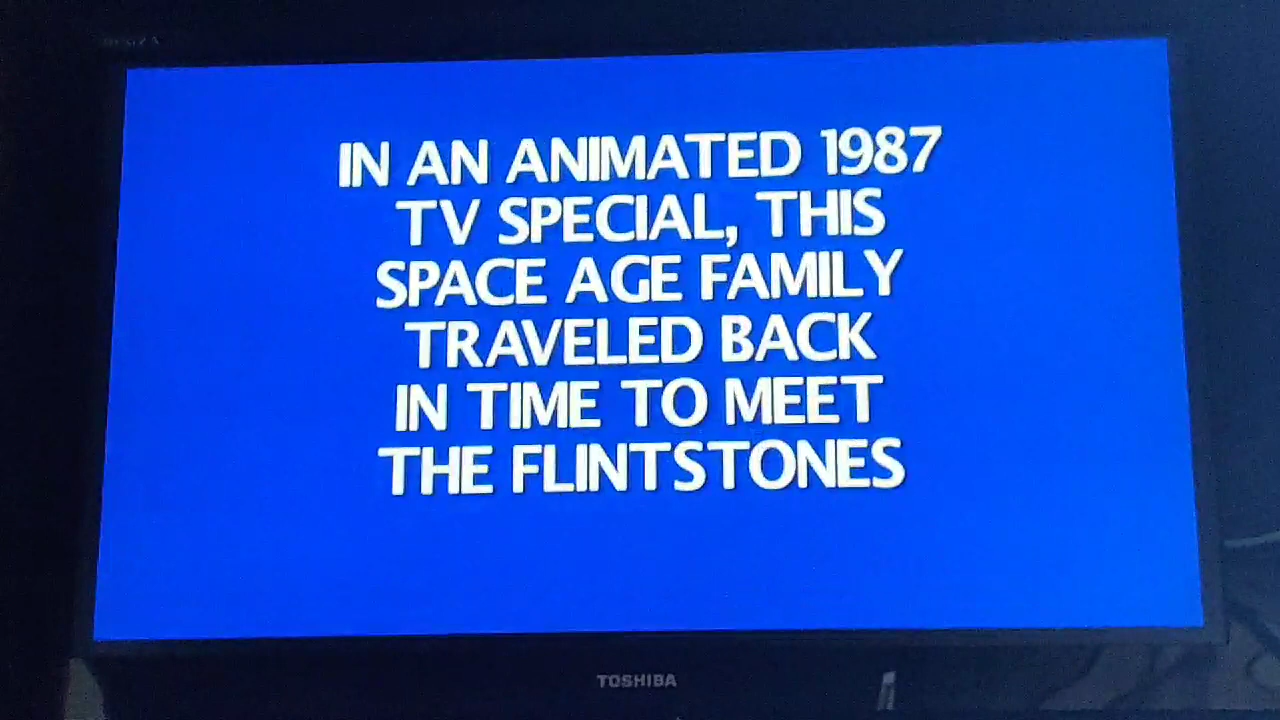 IN AN ANIMATED 1987
TV SPECIAL, THIS
SPACE AGE FAMILY
TRAVELED BACK
IN TIME TO MEET
THE FLINTSTONES
TOSHIBA